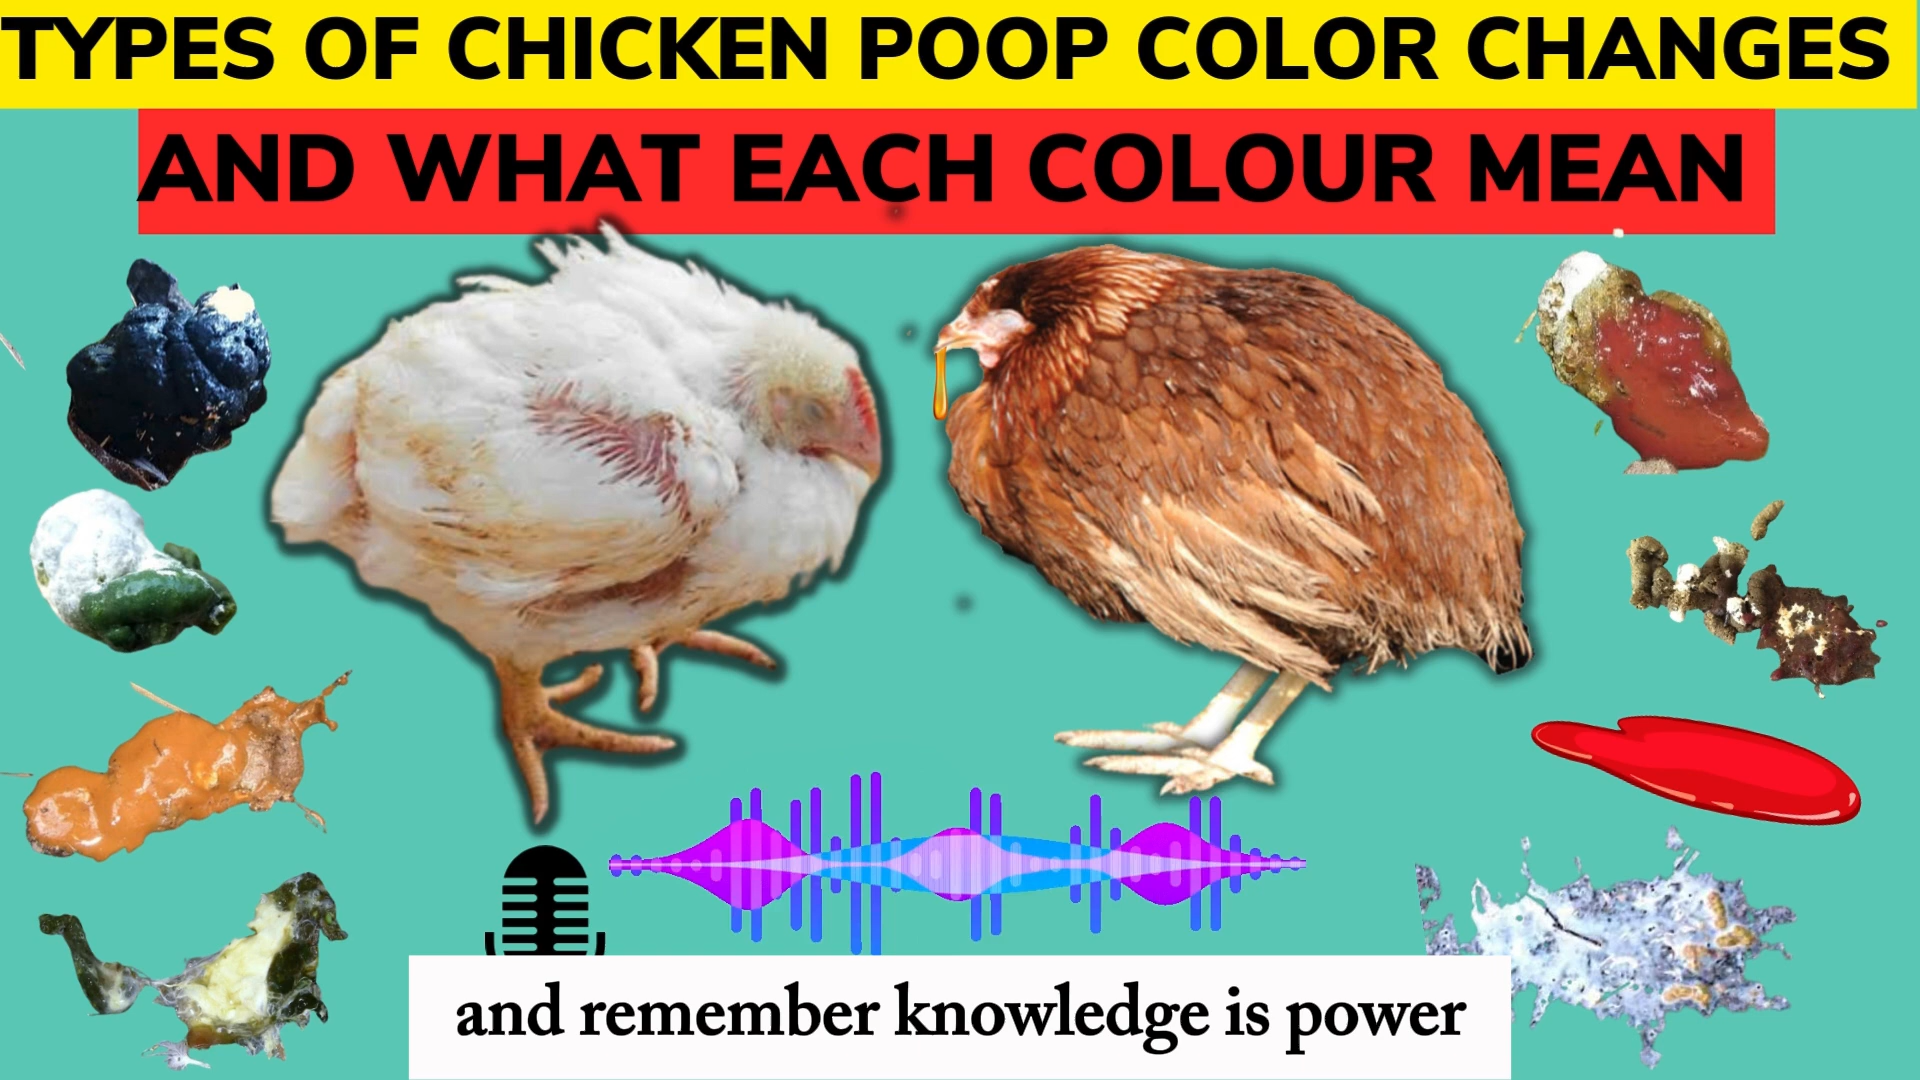 TYPES OF CHICKEN POOP COLOR CHANGES
AND WHAT EACH COLOUR MEAN
and remember knowledge is power